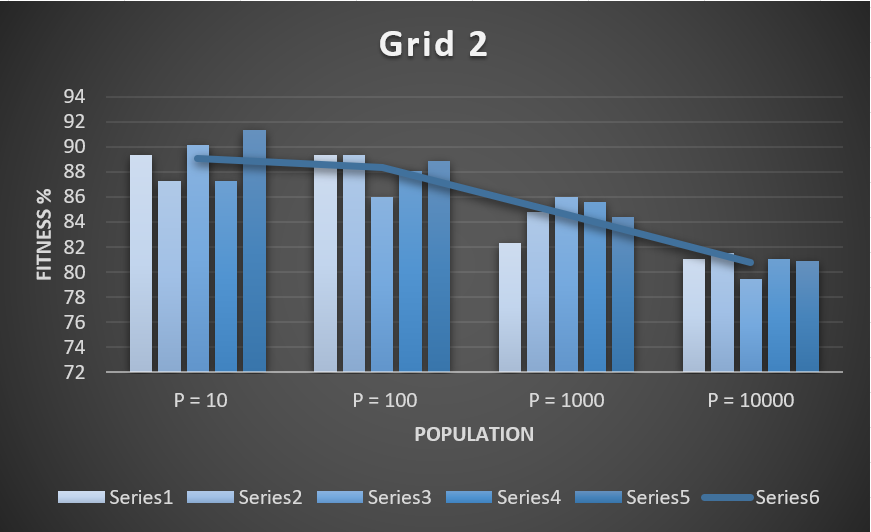 Grid 2
FITNESS %
94
92
90
88
86
84
82
80
78
76
74
72
P = 10 P = 100 P = 1000 P = 10000
POPULATION
Series1 Series2 Series3 Series4 Series5 Series6